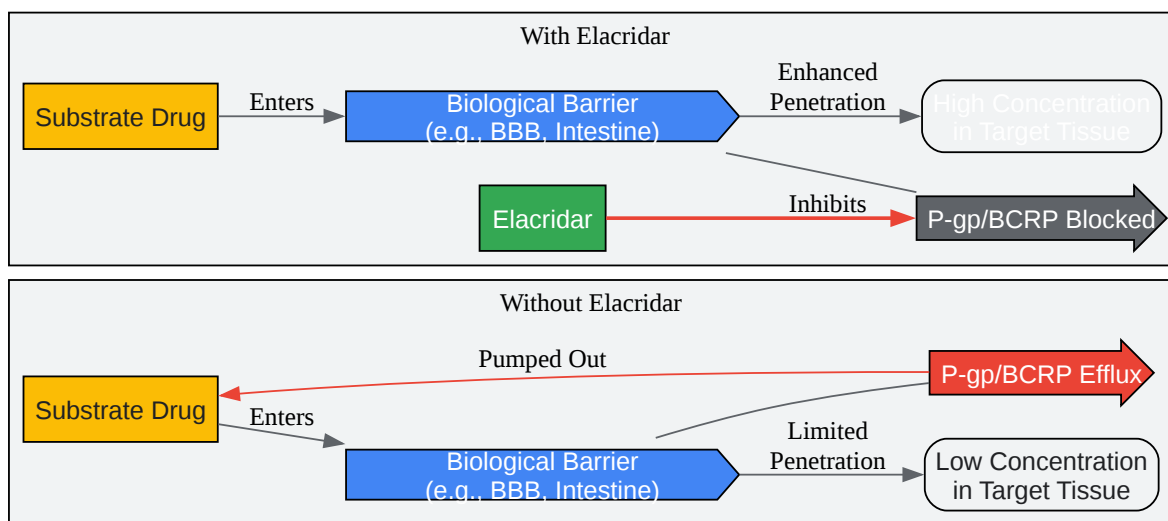 With Elacridar
Substrate Drug
Enters
Biological Barrier
(e.g., BBB, Intestine)
Enhanced
Penetration
High Concentration
in Target Tissue
Elacridar
Inhibits
P-gp/BCRP Blocked
Without Elacridar
Pumped Out
P-gp/BCRP Efflux
Substrate Drug
Enters
Biological Barrier
(e.g., BBB, Intestine)
Limited
Penetration
Low Concentration
in Target Tissue